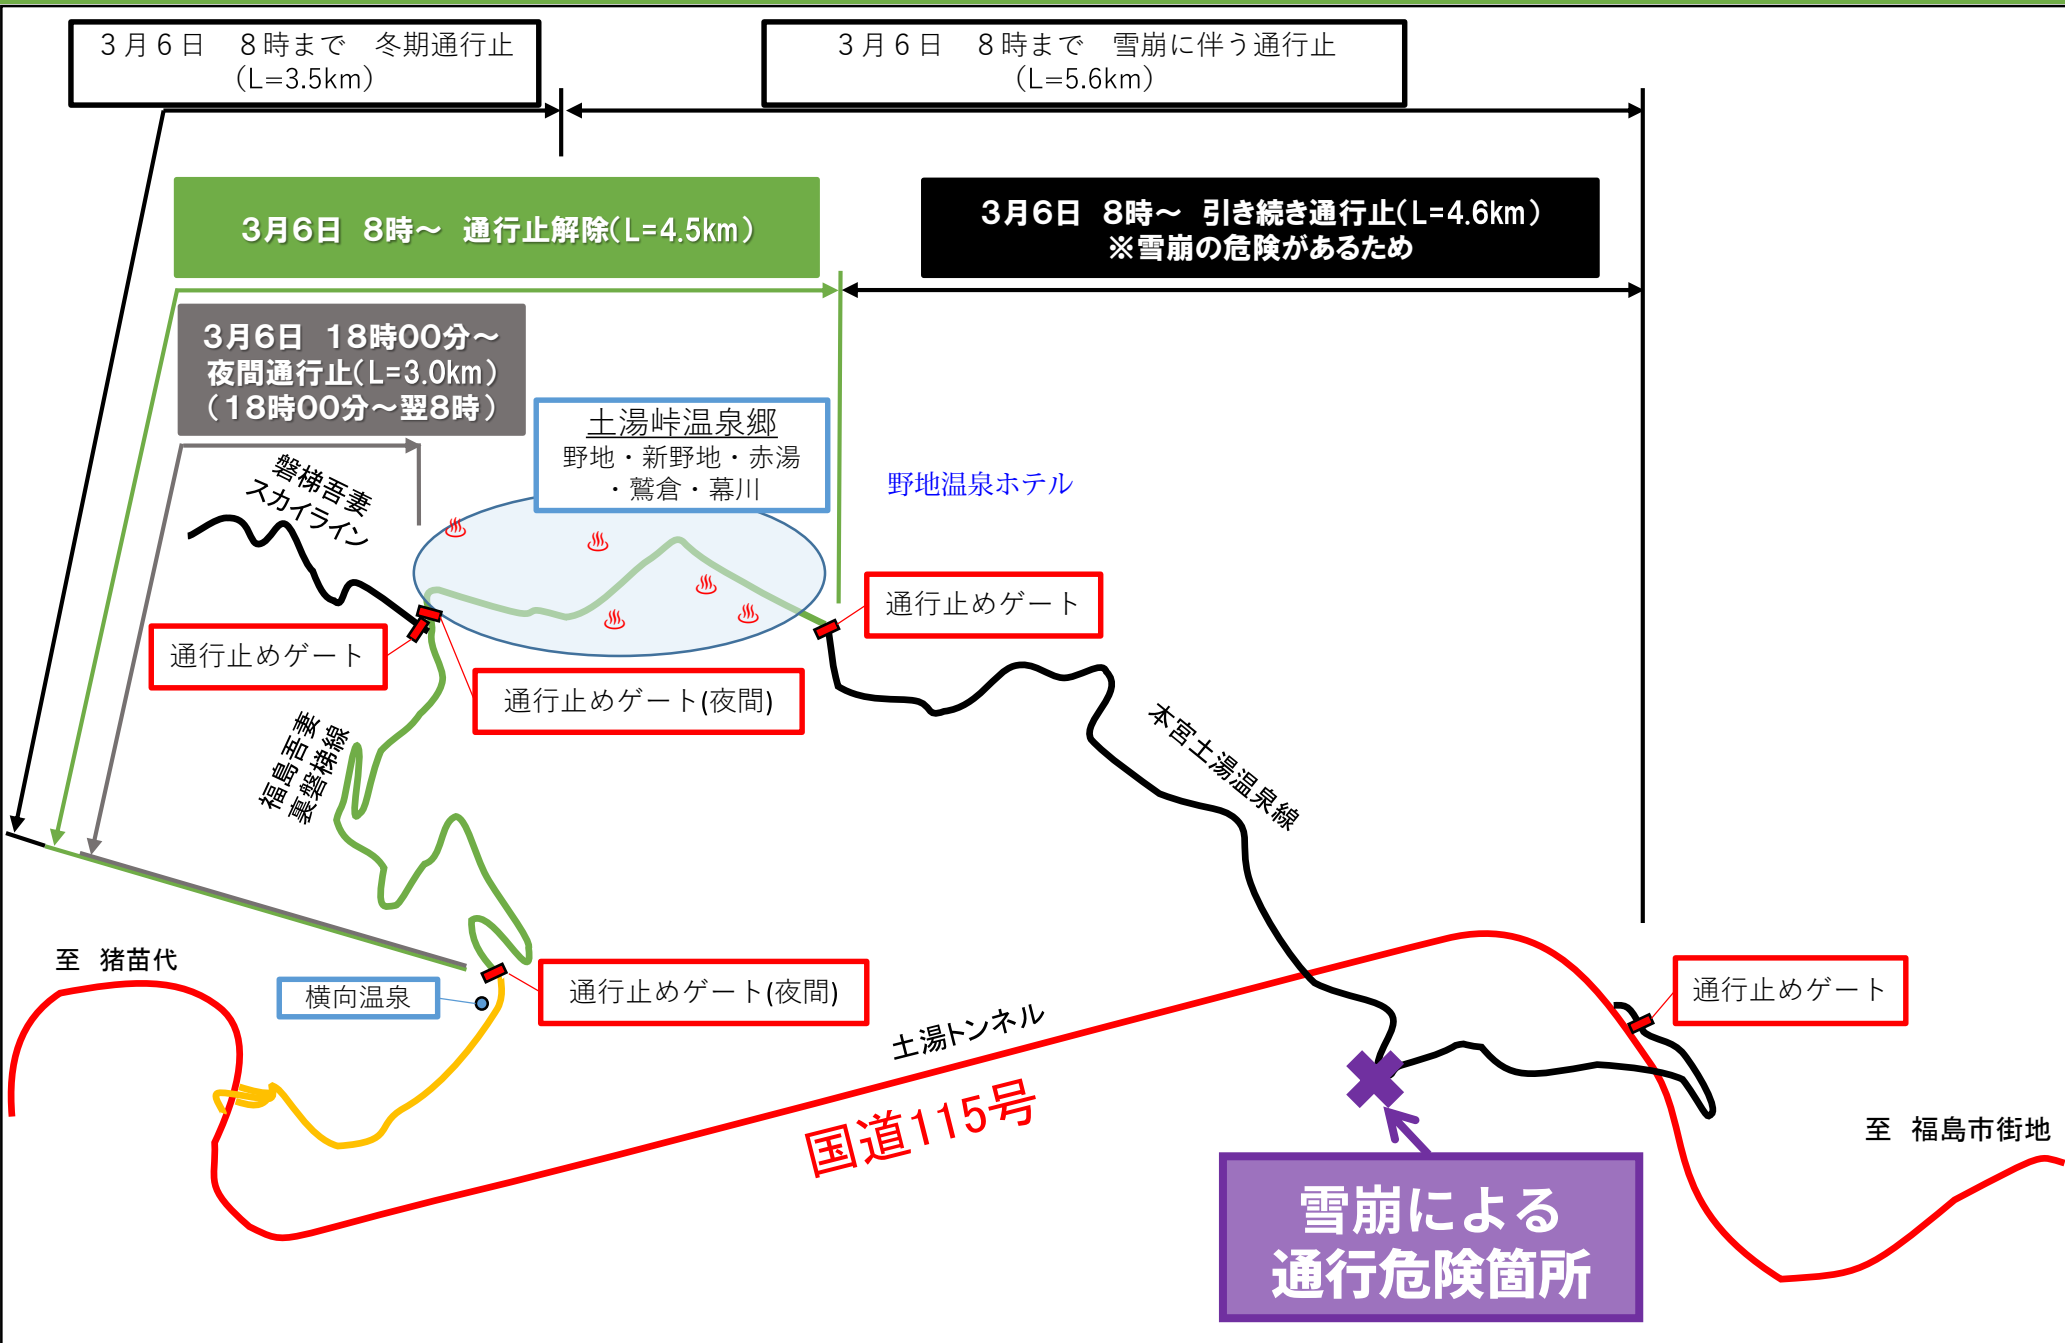 3月6日　8時まで　冬期通行止
(L=3.5km)
3月6日　8時まで　雪崩に伴う通行止
(L=5.6km)
3月6日　8時～　通行止解除(L=4.5km)
3月6日　8時～　引き続き通行止(L=4.6km)
※雪崩の危険があるため
3月6日　18時00分～
夜間通行止(L=3.0km)
(18時00分～翌8時)
土湯峠温泉郷
野地・新野地・赤湯
・鷲倉・幕川
野地温泉ホテル
磐梯吾妻
スカイライン
通行止めゲート
通行止めゲート
通行止めゲート(夜間)
福島吾妻
裏磐梯線
本宮土湯温泉線
至　猪苗代
横向温泉
通行止めゲート(夜間)
土湯トンネル
国道115号
通行止めゲート
至　福島市街地
雪崩による
通行危険箇所